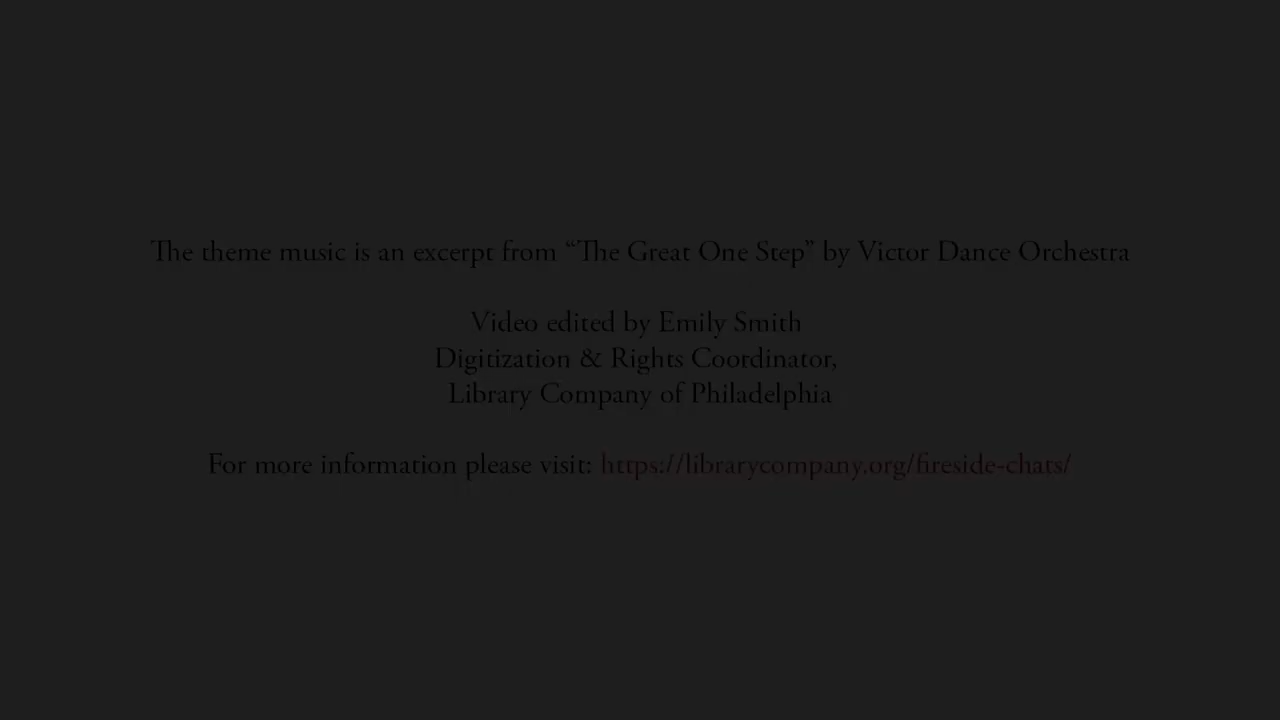 The theme music is an excerpt from “The Great One Step” by Victor Dance Orchestra
Video edited by Emily Smith
Digitization & Rights Coordinator,
Library Company of Philadelphia
For more information please visit: https://librarycompany.org/fireside-chats/